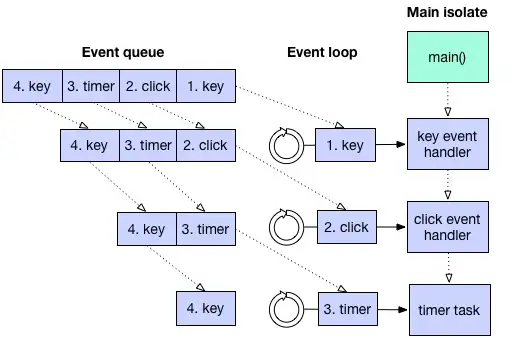 Main isolate
Event queue
Event loop
main()
4. key 3. timer 2. click 1. key
4. key 3. timer 2. click
1. key
key event
handler
4. key 3. timer
2. click
click event
handler
4. key
3. timer
timer task